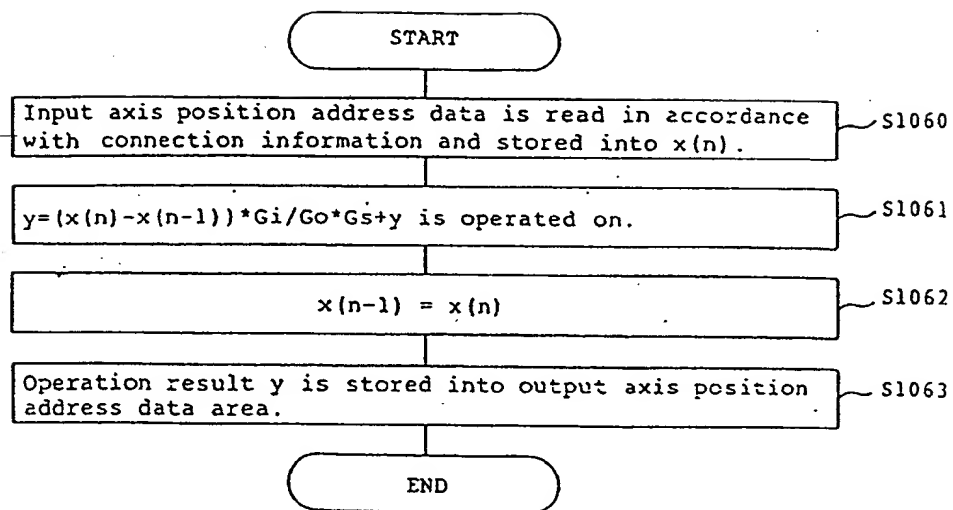 START
Input axis position address data is read in accordance
with connection information and stored into x(n).
S1060
y=(x(n)-x(n-1))*Gi/Go*Gs+y is operated on.
S1061
x(n-1) = x(n)
S1062
Operation result y is stored into output axis position
address data area.
S1063
END